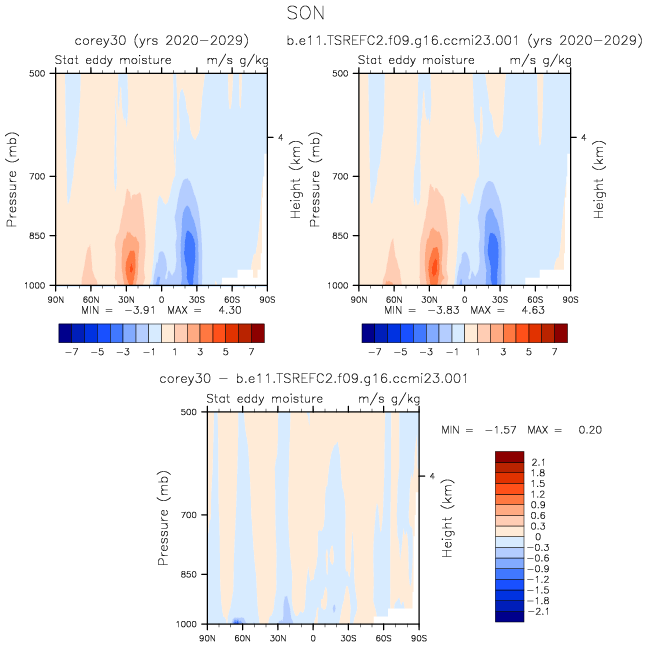 SON
corey30 (yrs 2020-2029)
b.e11.TSREFC2.f09.g16.ccmi23.001 (yrs 2020-2029)
Stat eddy moisture m/s g/kg
Stat eddy moisture m/s g/kg
500
700
850
1000
Pressure (mb)
4
Height (km)
90N 60N 30N 0 30S 60S 90S
MIN = -3.91 MAX = 4.30
-7 -5 -3 -1 1 3 5 7
500
700
850
1000
Pressure (mb)
4
Height (km)
90N 60N 30N 0 30S 60S 90S
MIN = -3.83 MAX = 4.63
-7 -5 -3 -1 1 3 5 7
corey30 - b.e11.TSREFC2.f09.g16.ccmi23.001
Stat eddy moisture m/s g/kg
500
700
850
1000
Pressure (mb)
4
Height (km)
90N 60N 30N 0 30S 60S 90S
MIN = -1.57 MAX = 0.20
2.1
1.8
1.5
1.2
0.9
0.6
0.3
0
-0.3
-0.6
-0.9
-1.2
-1.5
-1.8
-2.1